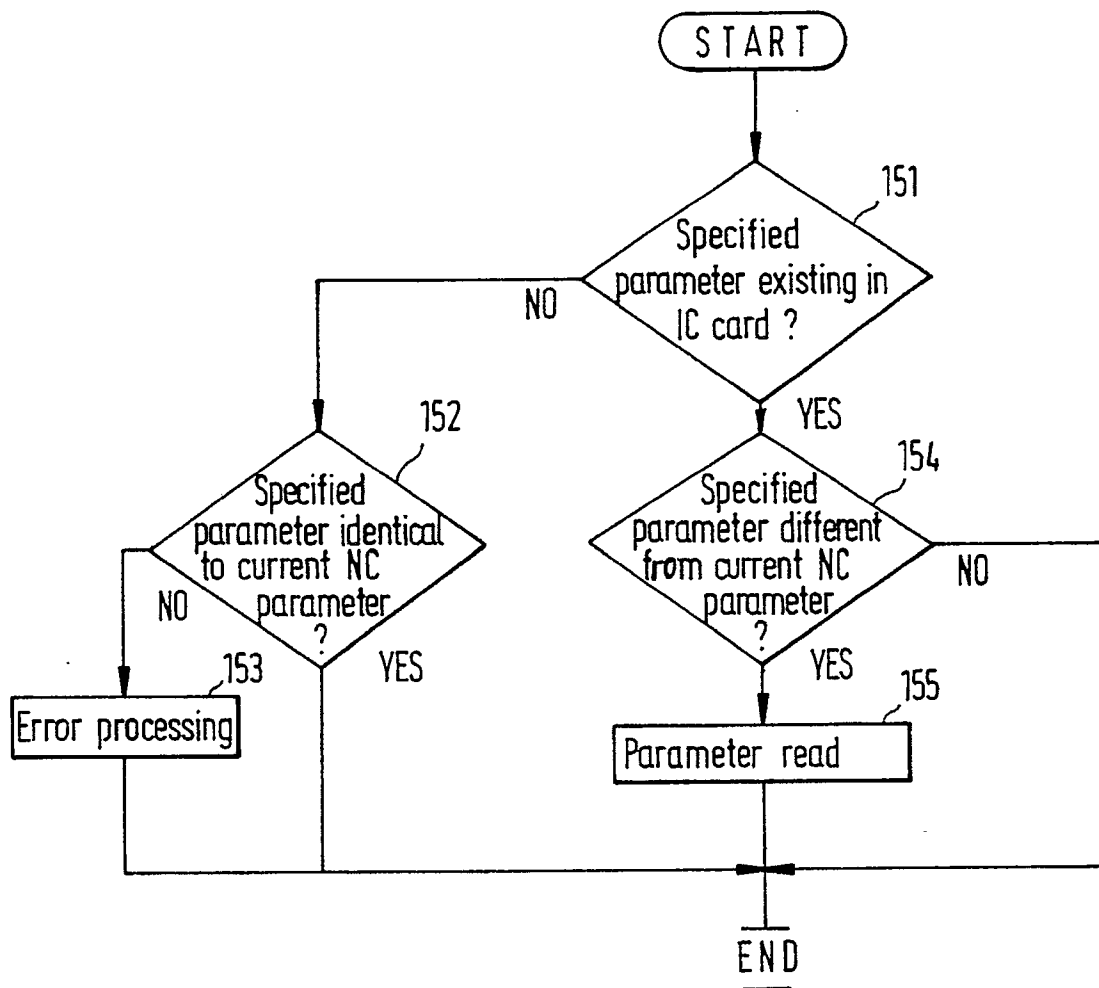 START
151
Specified
parameter existing in
IC card ?
NO
YES
152
Specified
parameter identical
to current NC
parameter
?
NO
YES
154
Specified
parameter different
from current NC
parameter
?
NO
YES
153
Error processing
155
Parameter read
END